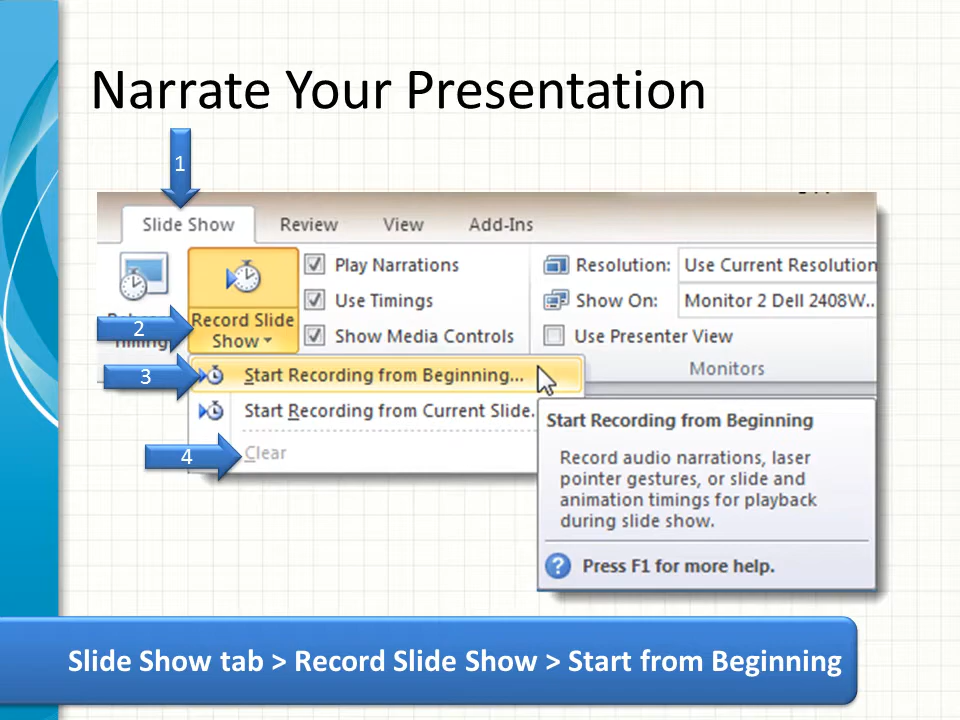 Narrate Your Presentation
1
Slide Show Review View Add-Ins
Play Narrations
Resolution: Use Current Resolution
Use Timings
Show On: Monitor 2 Dell 2408W..
2
Record Slide
Show
Timing
Show Media Controls
Use Presenter View
Monitors
3
Start Recording from Beginning...
Start Recording from Current Slide.
4
Clear
Start Recording from Beginning
Record audio narrations, laser
pointer gestures, or slide and
animation timings for playback
during slide show.
Press F1 for more help.
Slide Show tab > Record Slide Show > Start from Beginning